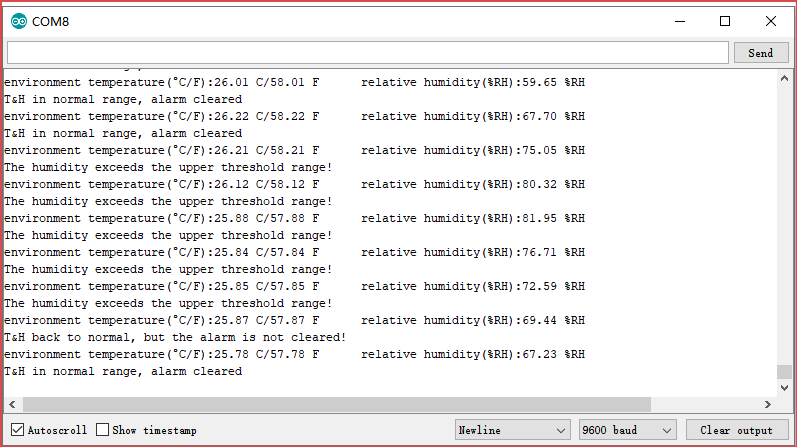 COM8
Send
environment temperature(°C/F):26.01 C/58.01 F relative humidity(%RH):59.65 %RH
T&H in normal range, alarm cleared
environment temperature(°C/F):26.22 C/58.22 F relative humidity(%RH):67.70 %RH
T&H in normal range, alarm cleared
environment temperature(°C/F):26.21 C/58.21 F relative humidity(%RH):75.05 %RH
The humidity exceeds the upper threshold range!
environment temperature(°C/F):26.12 C/58.12 F relative humidity(%RH):80.32 %RH
The humidity exceeds the upper threshold range!
environment temperature(°C/F):25.88 C/57.88 F relative humidity(%RH):81.95 %RH
The humidity exceeds the upper threshold range!
environment temperature(°C/F):25.84 C/57.84 F relative humidity(%RH):76.71 %RH
The humidity exceeds the upper threshold range!
environment temperature(°C/F):25.85 C/57.85 F relative humidity(%RH):72.59 %RH
The humidity exceeds the upper threshold range!
environment temperature(°C/F):25.87 C/57.87 F relative humidity(%RH):69.44 %RH
T&H back to normal, but the alarm is not cleared!
environment temperature(°C/F):25.78 C/57.78 F relative humidity(%RH):67.23 %RH
T&H in normal range, alarm cleared
Autoscroll Show timestamp Newline 9600 baud Clear output